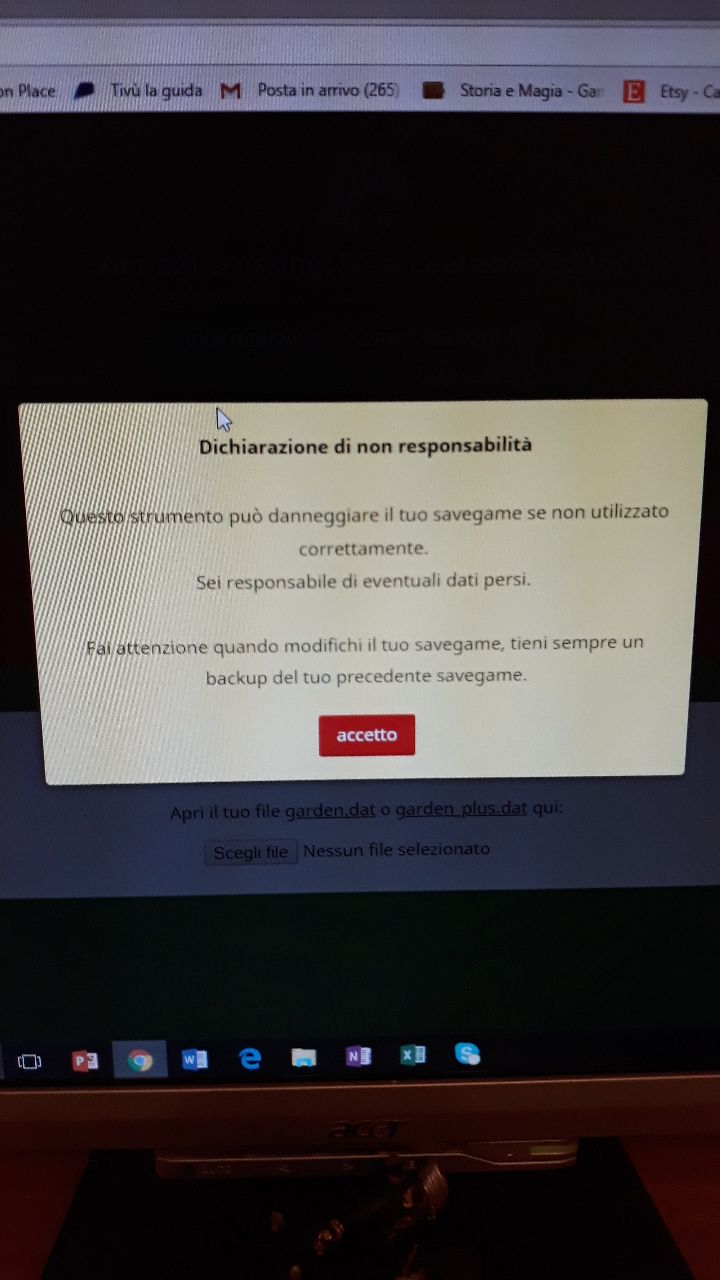 on Place Tivù la guida Posta in arrivo (265) Storia e Magia - Gar E Etsy - Ca
Dichiarazione di non responsabilità
Questo strumento può danneggiare il tuo savegame se non utilizzato
correttamente.
Sei responsabile di eventuali dati persi.
Fai attenzione quando modifichi il tuo savegame, tieni sempre un
backup del tuo precedente savegame.
accetto
Apri il tuo file garden.dat o garden_plus.dat qui:
Scegli file Nessun file selezionato
acer